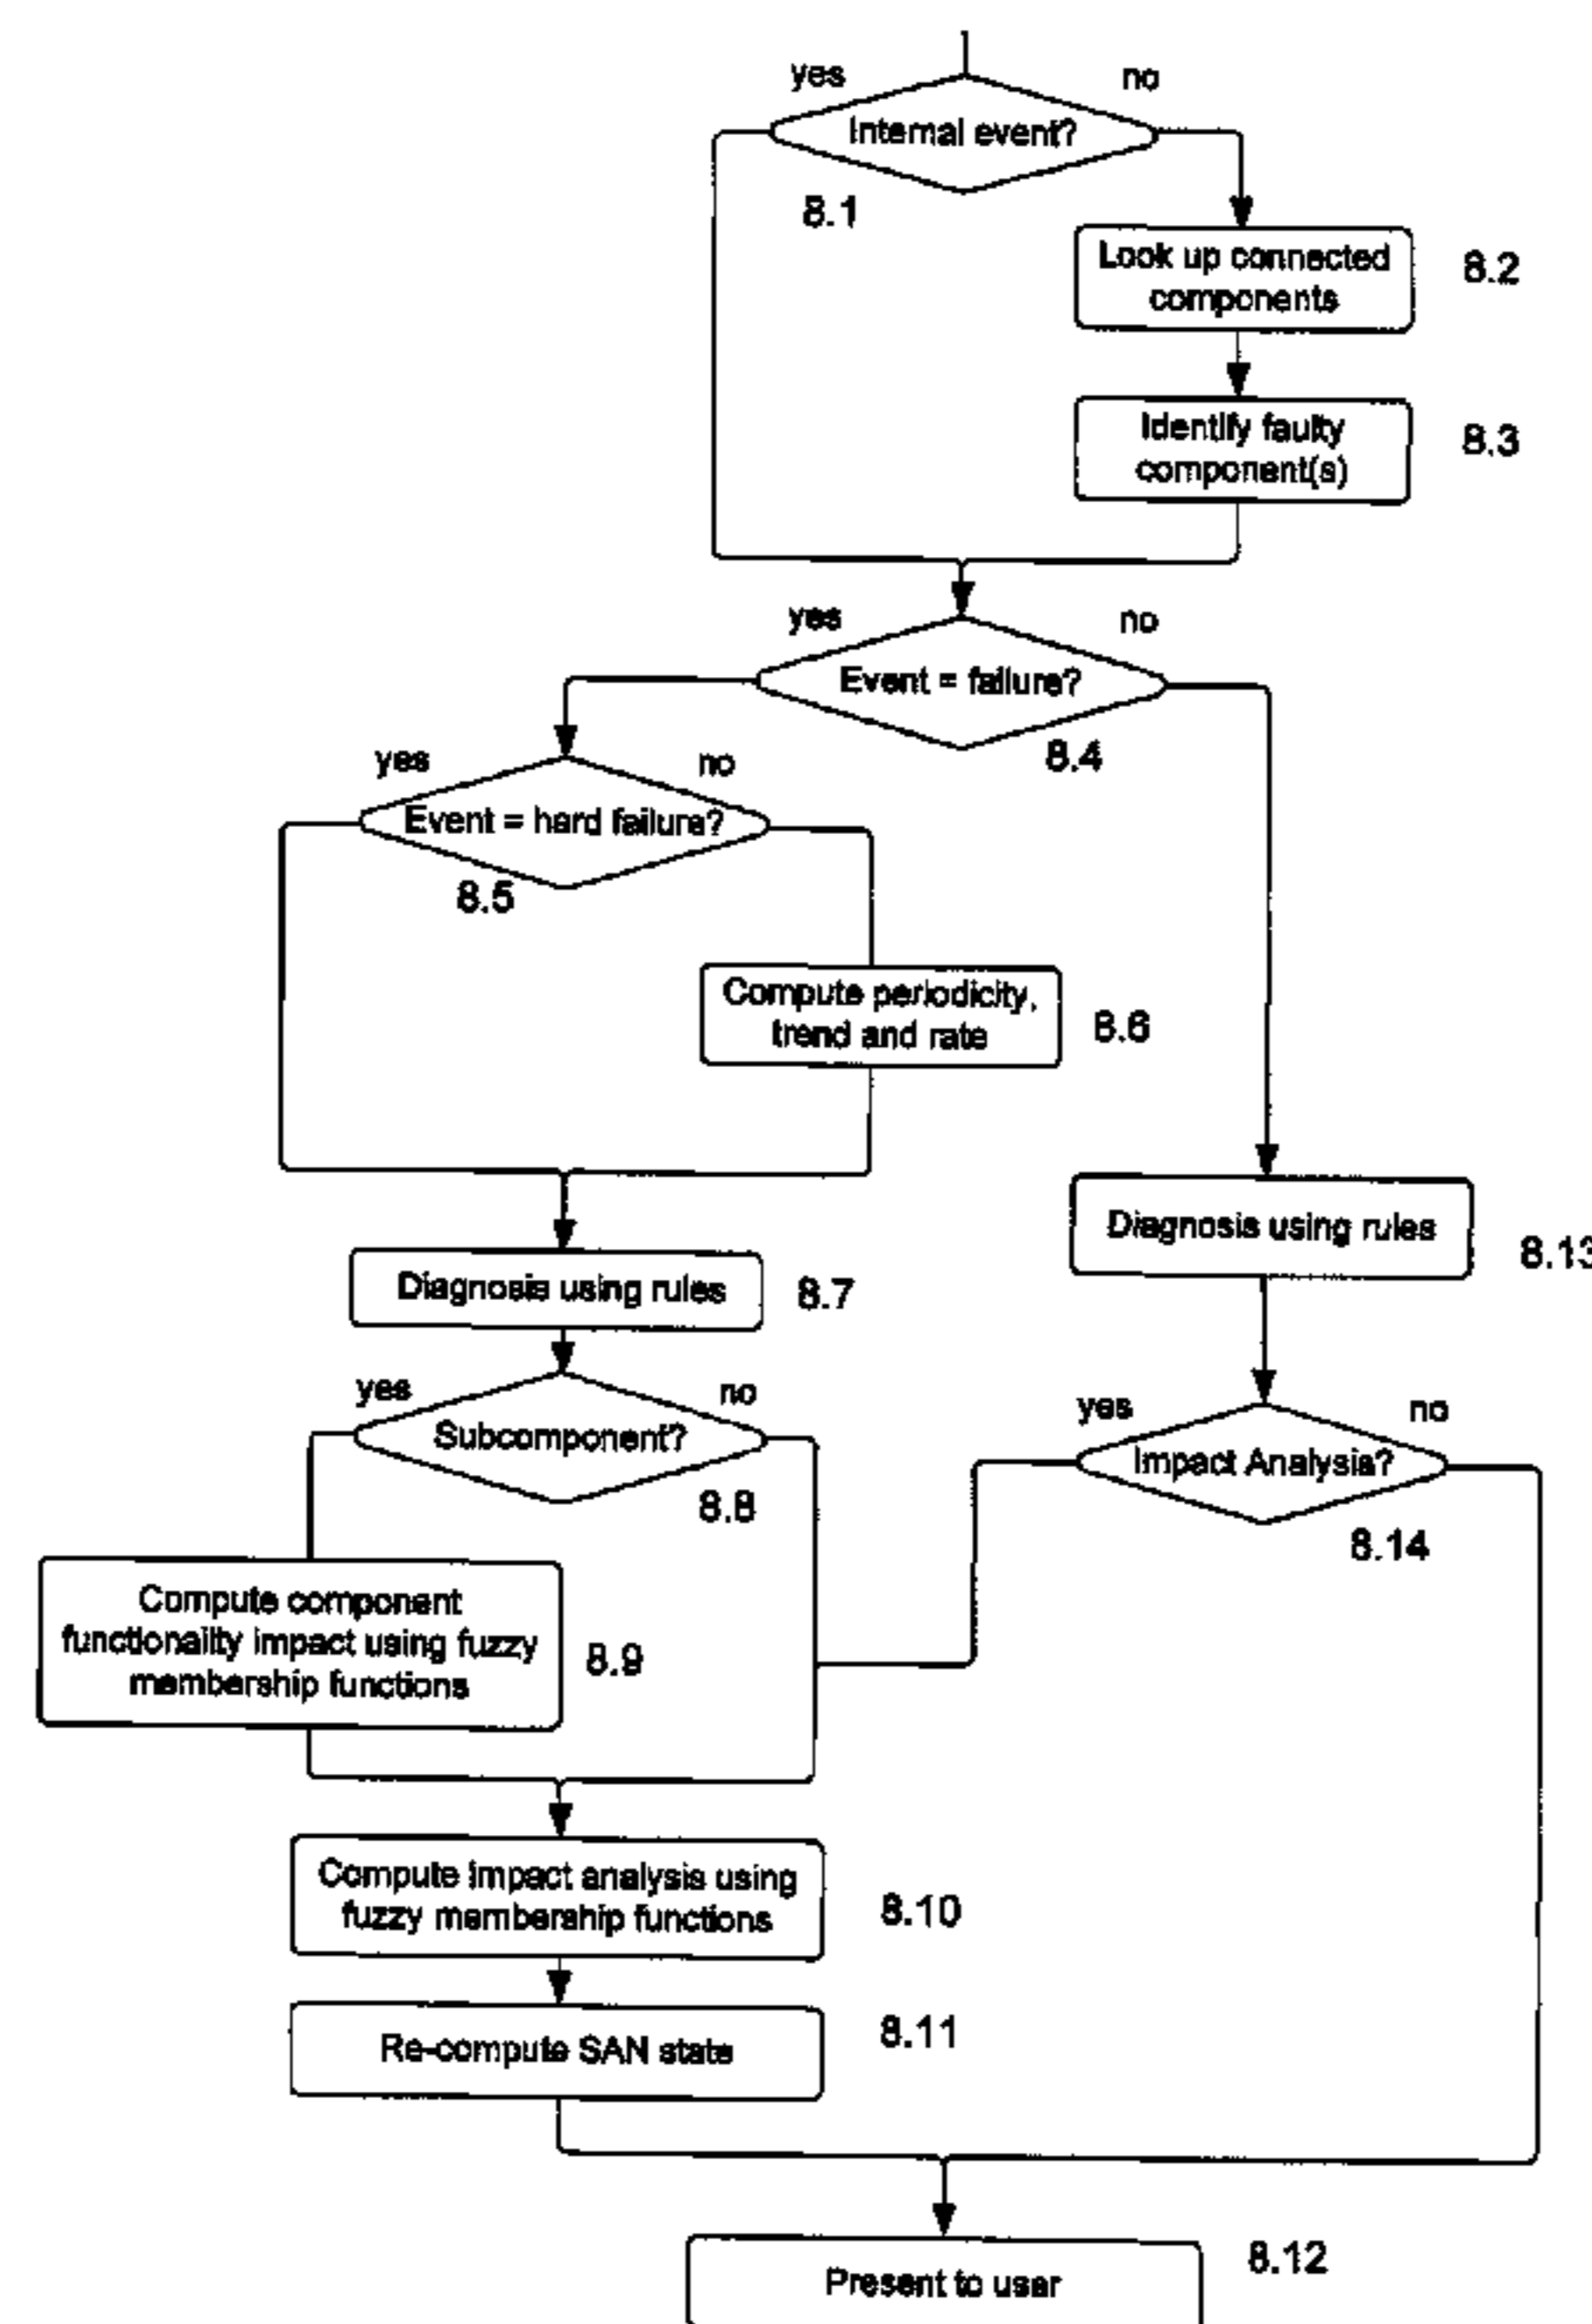 yes
no
Internal event?
8.1
Look up connected
components
8.2
Identify faulty
component(s)
8.3
yes
no
Event = failure?
8.4
yes
no
Event = hard failure?
8.5
Compute periodicity,
trend and rate
8.6
Diagnosis using rules
8.7
Diagnosis using rules
8.13
yes
no
Subcomponent?
8.8
yes
no
Impact Analysis?
8.14
Compute component
functionality impact using fuzzy
membership functions
8.9
Compute impact analysis using
fuzzy membership functions
8.10
Re-compute SAN state
8.11
Present to user
8.12